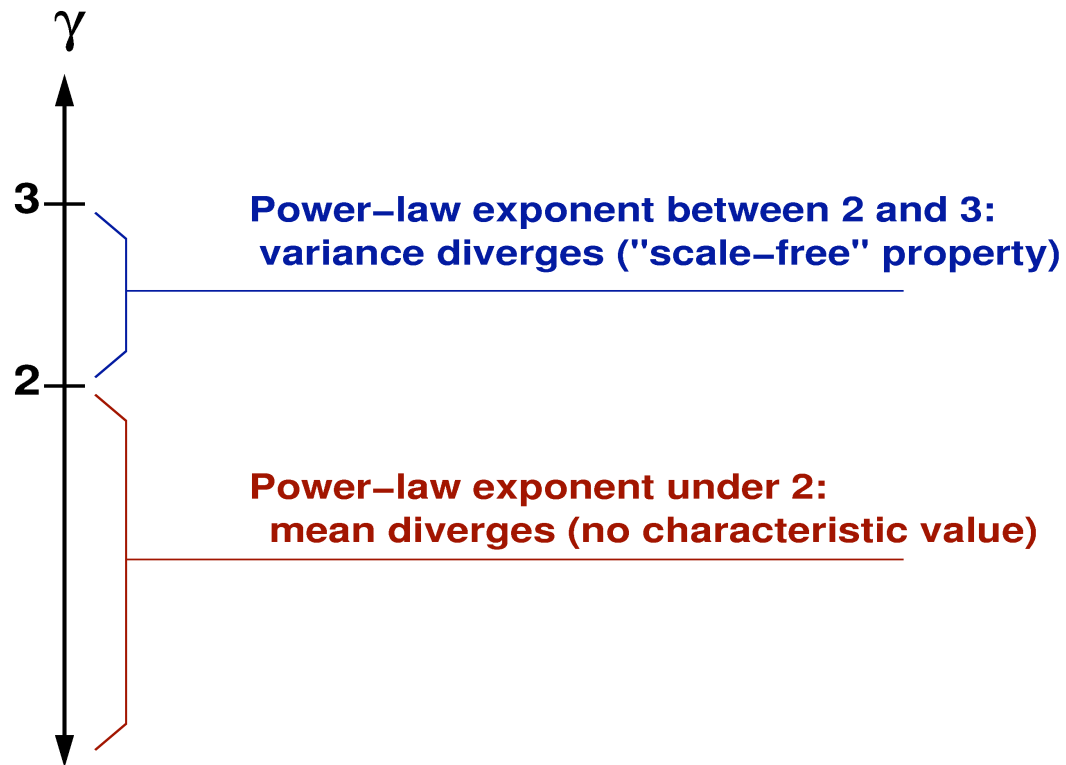 γ
3
Power–law exponent between 2 and 3:
variance diverges ("scale–free" property)
2
Power–law exponent under 2:
mean diverges (no characteristic value)